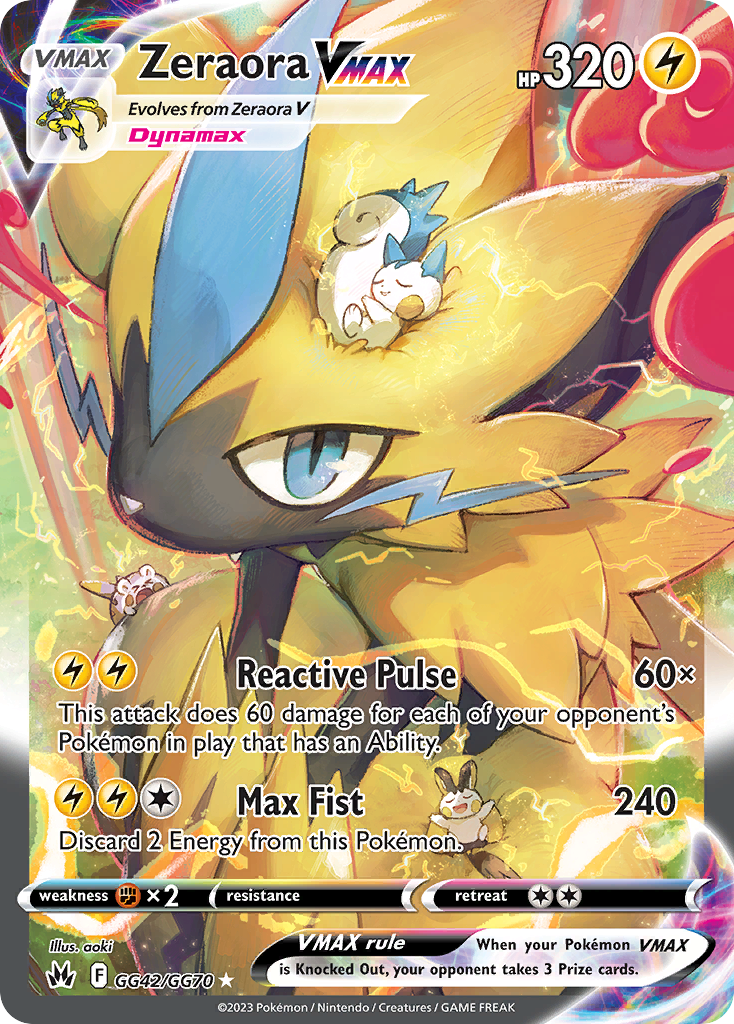 VMAX
Zeraora VMAX
HP 320
Evolves from Zeraora V
Dynamax
Reactive Pulse 60×
This attack does 60 damage for each of your opponent's
Pokémon in play that has an Ability.
Max Fist 240
Discard 2 Energy from this Pokémon.
weakness ×2 resistance retreat
Illus. aoki
VMAX rule When your Pokémon VMAX
is Knocked Out, your opponent takes 3 Prize cards.
F GG42/GG70 ★
©2023 Pokémon / Nintendo / Creatures / GAME FREAK